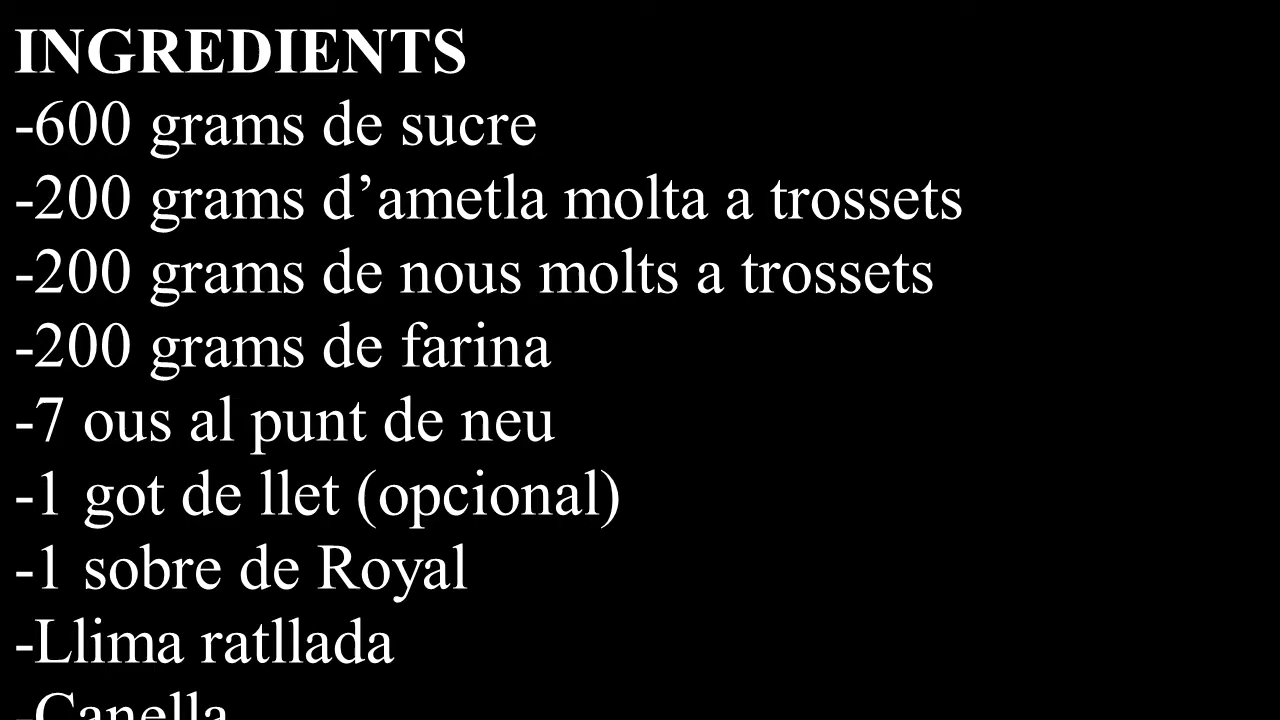 INGREDIENTS
-600 grams de sucre
-200 grams d’ametla molta a trossets
-200 grams de nous molts a trossets
-200 grams de farina
-7 ous al punt de neu
-1 got de llet (opcional)
-1 sobre de Royal
-Llima ratllada
-Canella